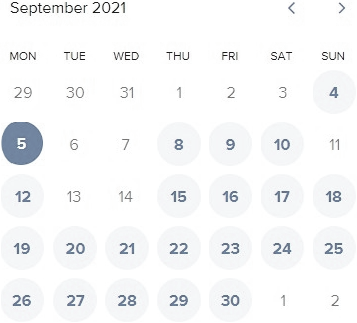 September 2021
MON TUE WED THU FRI SAT SUN
29 30 31 1 2 3 4
5 6 7 8 9 10 11
12 13 14 15 16 17 18
19 20 21 22 23 24 25
26 27 28 29 30 1 2